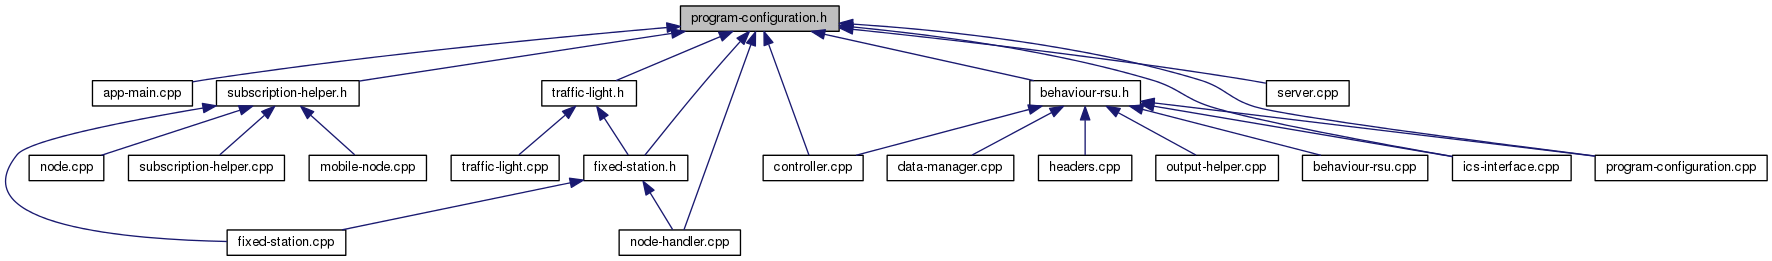 program-configuration.h
app-main.cpp
subscription-helper.h
traffic-light.h
behaviour-rsu.h
server.cpp
node.cpp
subscription-helper.cpp
mobile-node.cpp
traffic-light.cpp
fixed-station.h
controller.cpp
data-manager.cpp
headers.cpp
output-helper.cpp
behaviour-rsu.cpp
ics-interface.cpp
program-configuration.cpp
fixed-station.cpp
node-handler.cpp